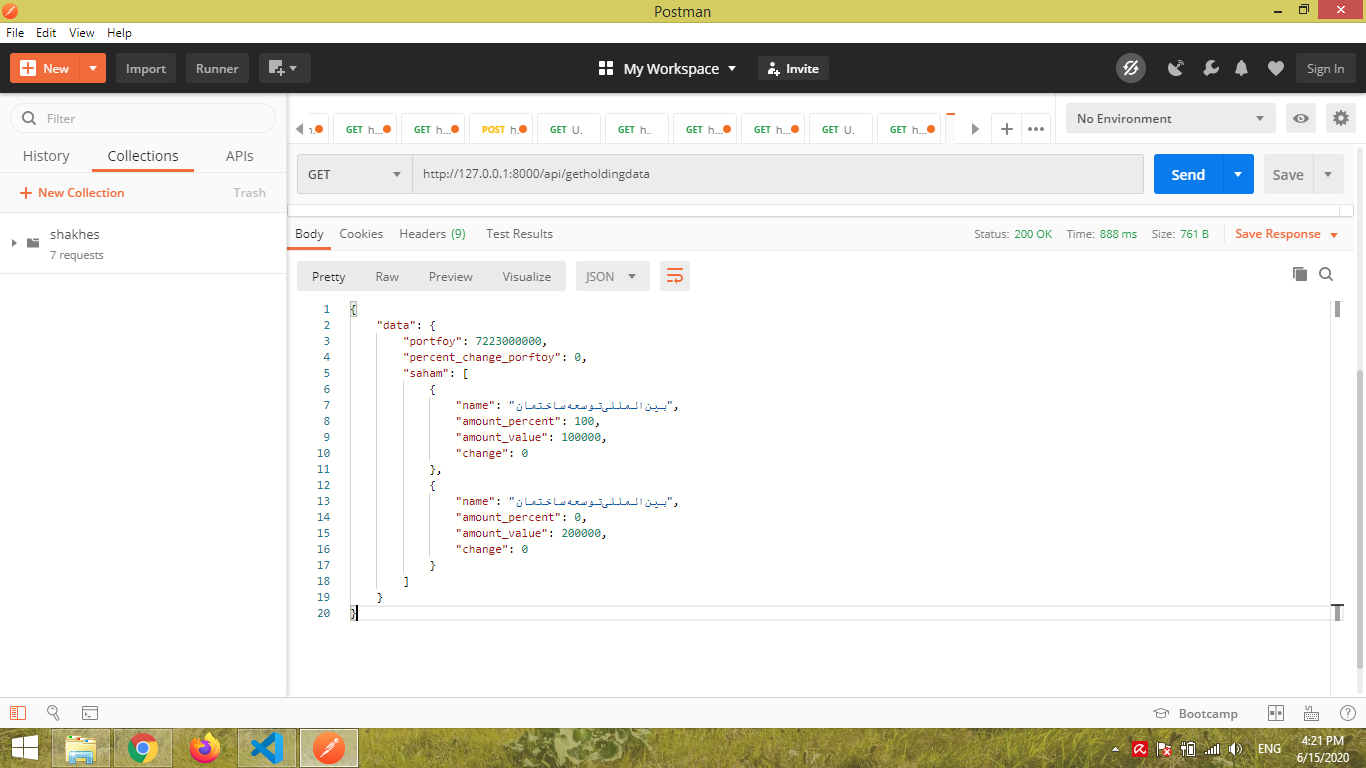 Postman
File Edit View Help
New Import Runner My Workspace Invite Sign In
Filter
History Collections APIs
New Collection Trash
shakhes
7 requests
GET h... GET h... POST h. GET U. GET h.. GET h... GET h... GET U. GET h...
No Environment
GET http://127.0.0.1:8000/api/getholdingdata Send Save
Body Cookies Headers (9) Test Results Status: 200 OK Time: 888 ms Size: 761 B Save Response
Pretty Raw Preview Visualize JSON
1 {
2 "data": {
3 "portfoy": 7223000000,
4 "percent_change_porftoy": 0,
5 "saham": [
6 {
7 "name": "بین‌المللی‌توسعه‌ساختمان",
8 "amount_percent": 100,
9 "amount_value": 100000,
10 "change": 0
11 },
12 {
13 "name": "بین‌المللی‌توسعه‌ساختمان",
14 "amount_percent": 0,
15 "amount_value": 200000,
16 "change": 0
17 }
18 ]
19 }
20 }
Bootcamp
ENG 4:21 PM
6/15/2020